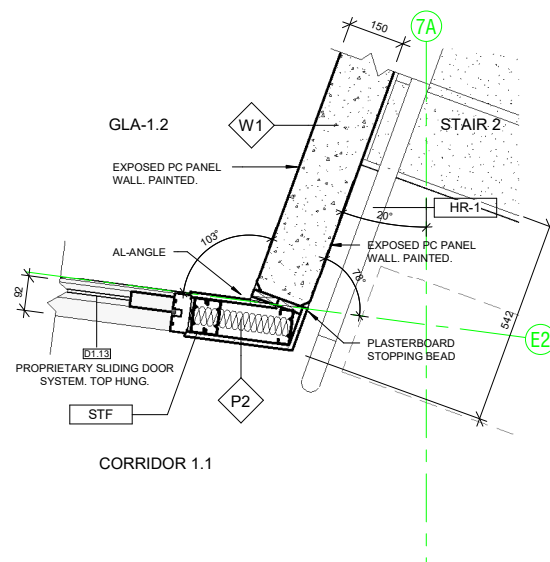 150
7A
GLA-1.2
W1
STAIR 2
EXPOSED PC PANEL
WALL. PAINTED.
HR-1
20°
103°
EXPOSED PC PANEL
WALL. PAINTED.
AL-ANGLE
78°
92
542
E2
PLASTERBOARD
STOPPING BEAD
D1.13
PROPRIETARY SLIDING DOOR
SYSTEM. TOP HUNG.
P2
STF
CORRIDOR 1.1